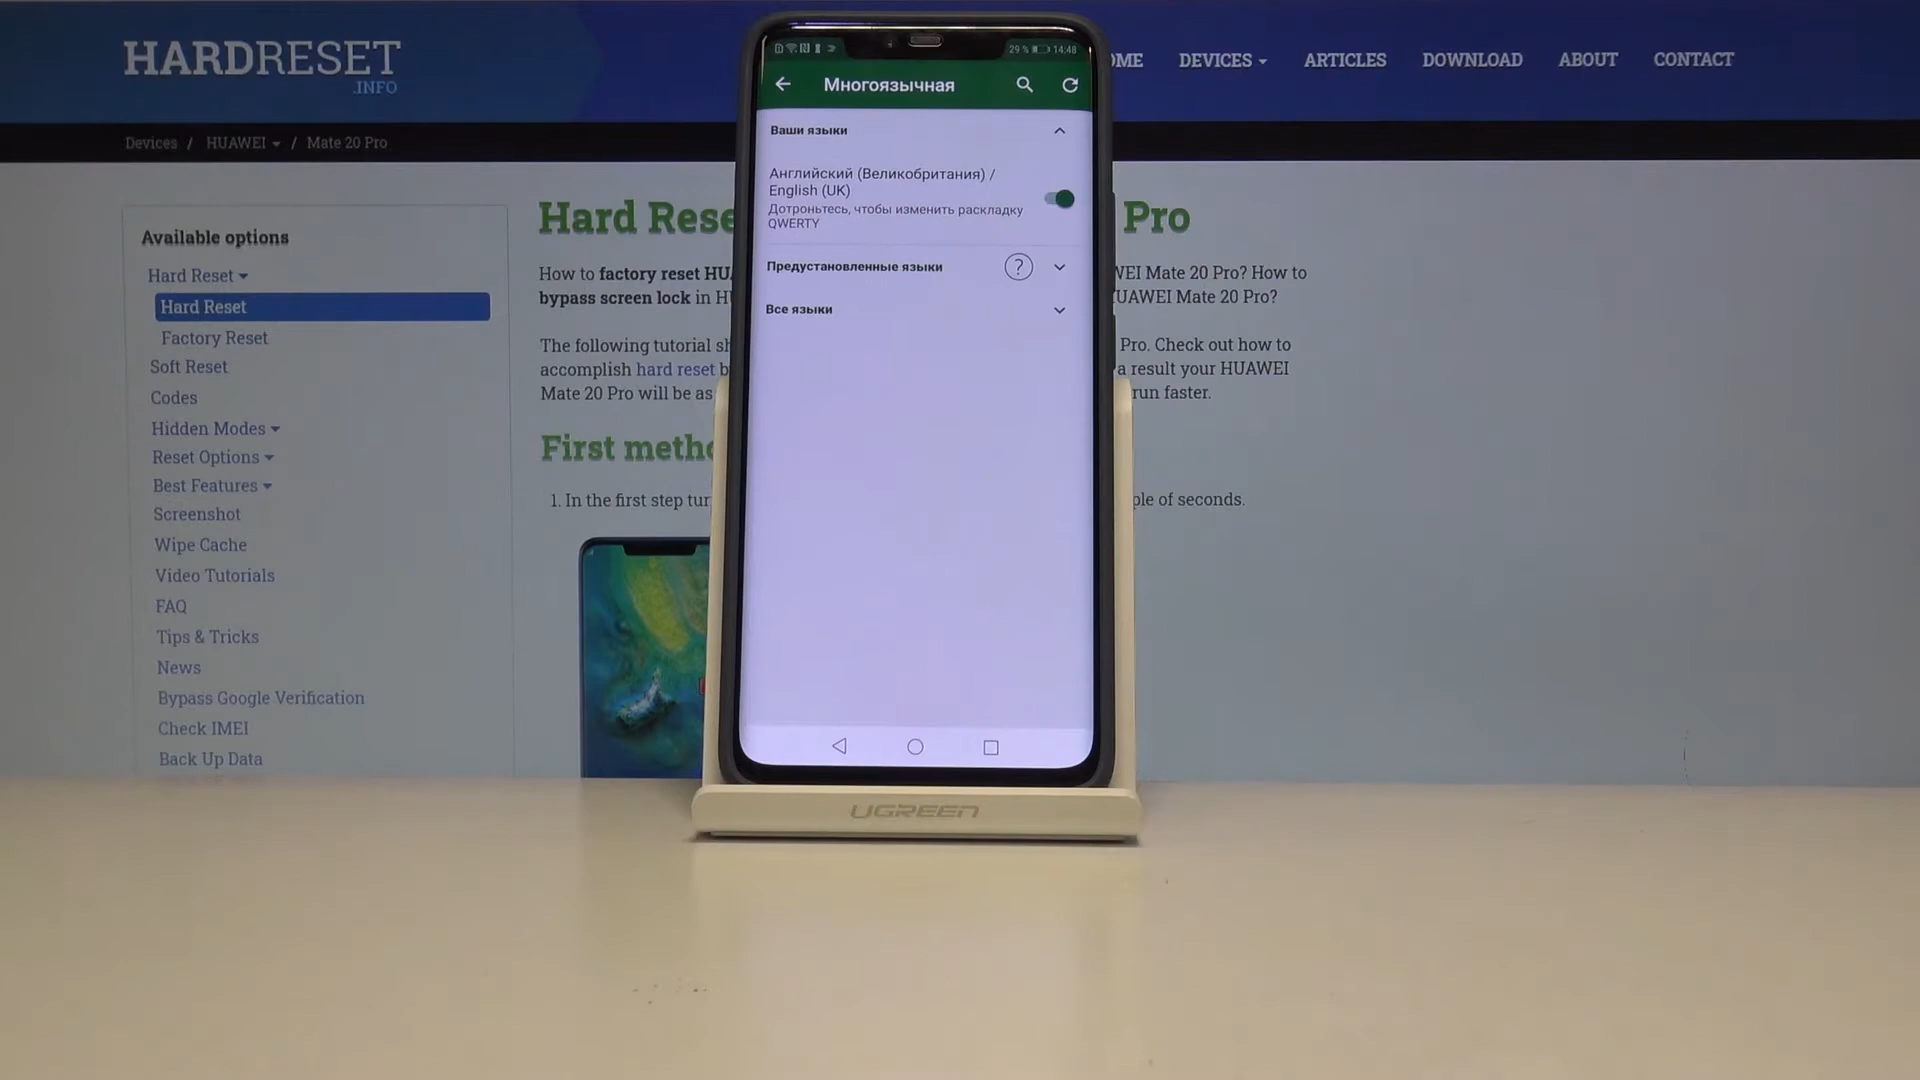 HARDRESET
.INFO
OME
DEVICES
ARTICLES
DOWNLOAD
ABOUT
CONTACT
Devices / HUAWEI / Mate 20 Pro
Available options
Hard Reset
Hard Reset
Factory Reset
Soft Reset
Codes
Hidden Modes
Reset Options
Best Features
Screenshot
Wipe Cache
Video Tutorials
FAQ
Tips & Tricks
News
Bypass Google Verification
Check IMEI
Back Up Data
Hard Rese Pro
How to factory reset HU WEI Mate 20 Pro? How to
bypass screen lock in H UAWEI Mate 20 Pro?
The following tutorial sh Pro. Check out how to
accomplish hard reset b a result your HUAWEI
Mate 20 Pro will be as run faster.
First metho
1. In the first step tur ple of seconds.
29 % 14:48
Многоязычная
Ваши языки
Английский (Великобритания) /
English (UK)
Дотроньтесь, чтобы изменить раскладку
QWERTY
Предустановленные языки ?
Все языки
UGREEN